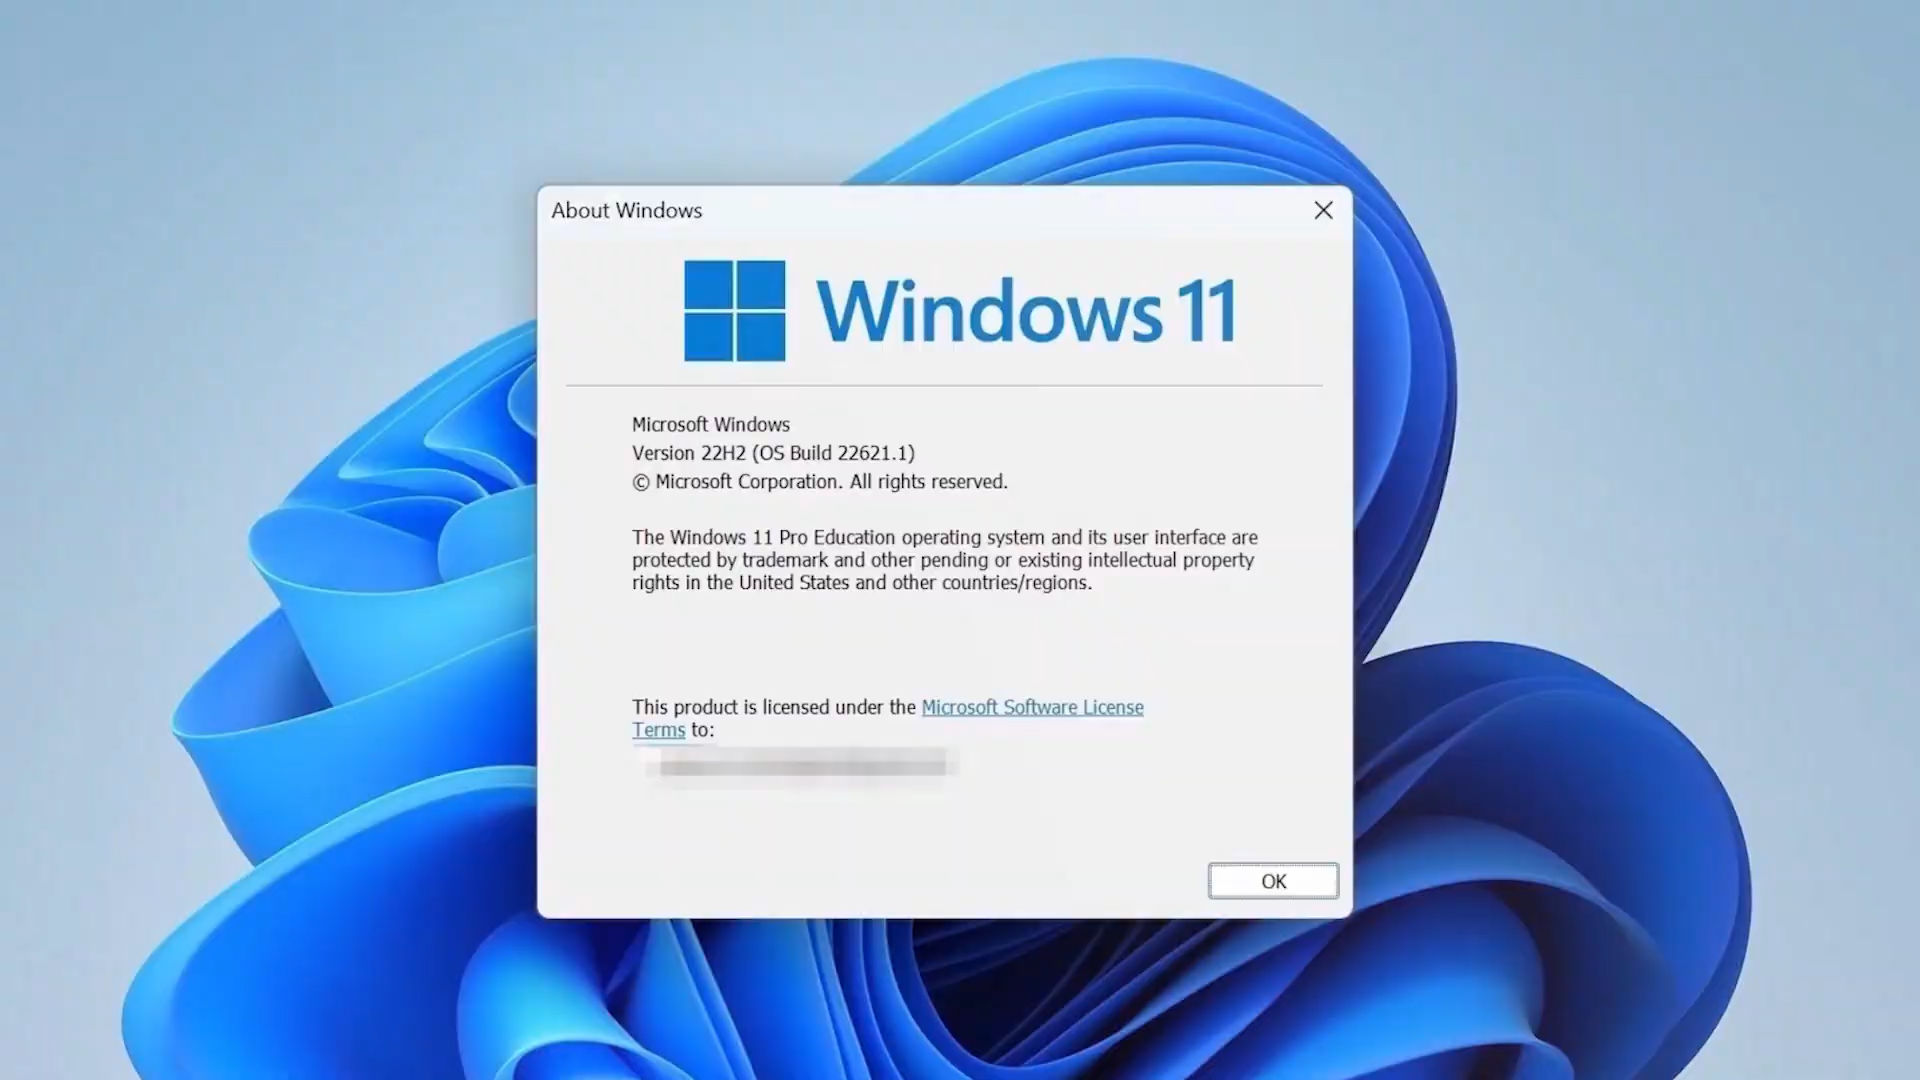 About Windows
Windows 11
Microsoft Windows
Version 22H2 (OS Build 22621.1)
© Microsoft Corporation. All rights reserved.
The Windows 11 Pro Education operating system and its user interface are
protected by trademark and other pending or existing intellectual property
rights in the United States and other countries/regions.
This product is licensed under the Microsoft Software License
Terms to:
OK